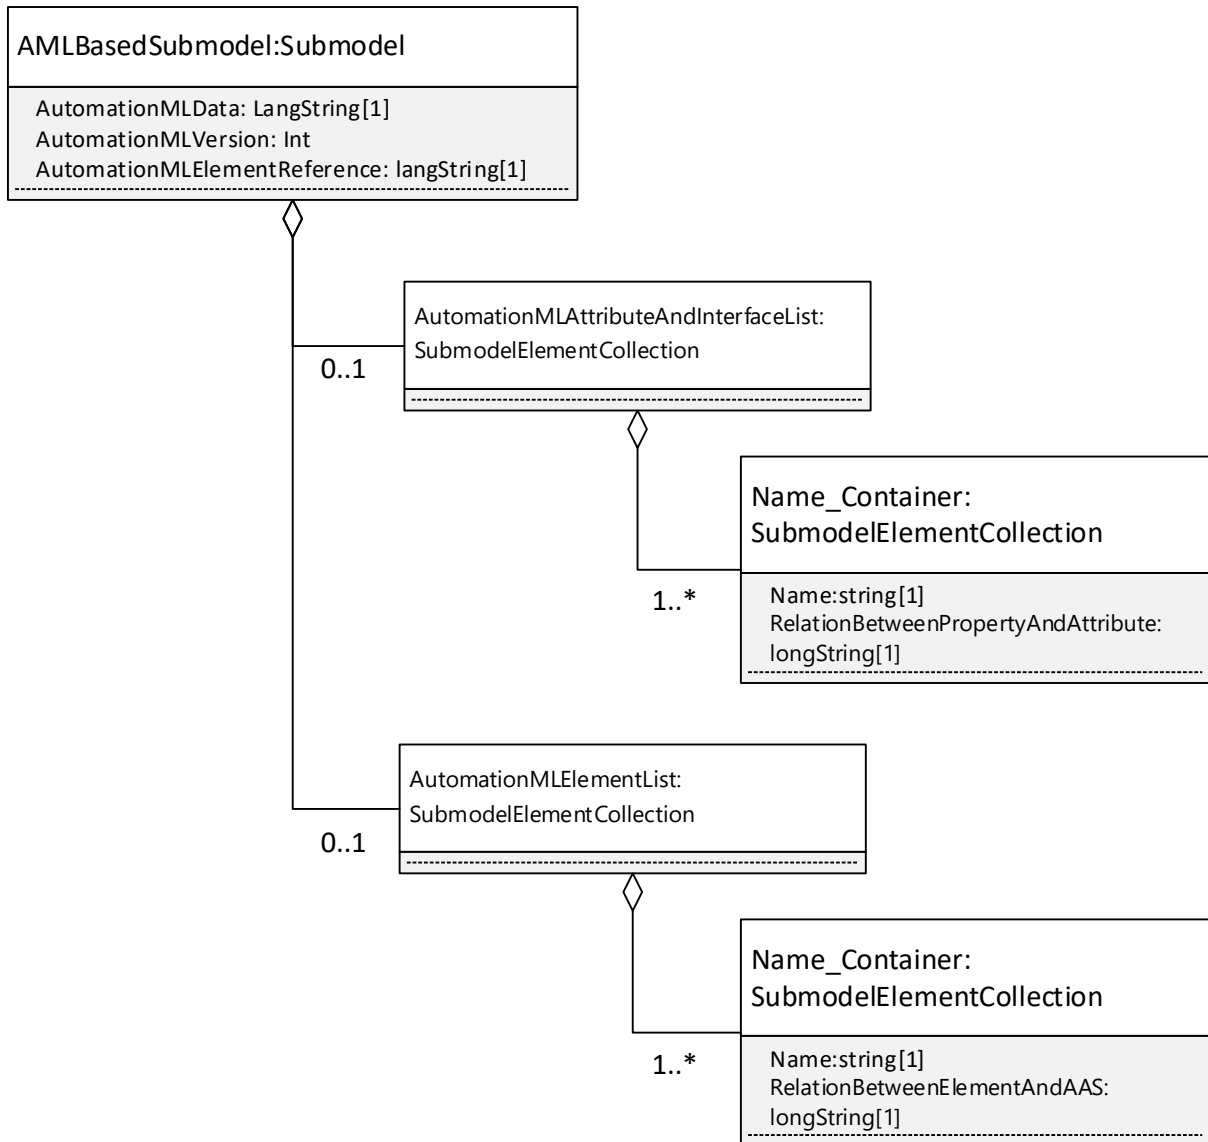 AMLBasedSubmodel:Submodel
AutomationMLData: LangString[1]
AutomationMLVersion: Int
AutomationMLElementReference: langString[1]
AutomationMLAttributeAndInterfaceList:
SubmodelElementCollection
0..1
Name_Container:
SubmodelElementCollection
1..*
Name:string[1]
RelationBetweenPropertyAndAttribute:
longString[1]
AutomationMLElementList:
SubmodelElementCollection
0..1
Name_Container:
SubmodelElementCollection
1..*
Name:string[1]
RelationBetweenElementAndAAS:
longString[1]